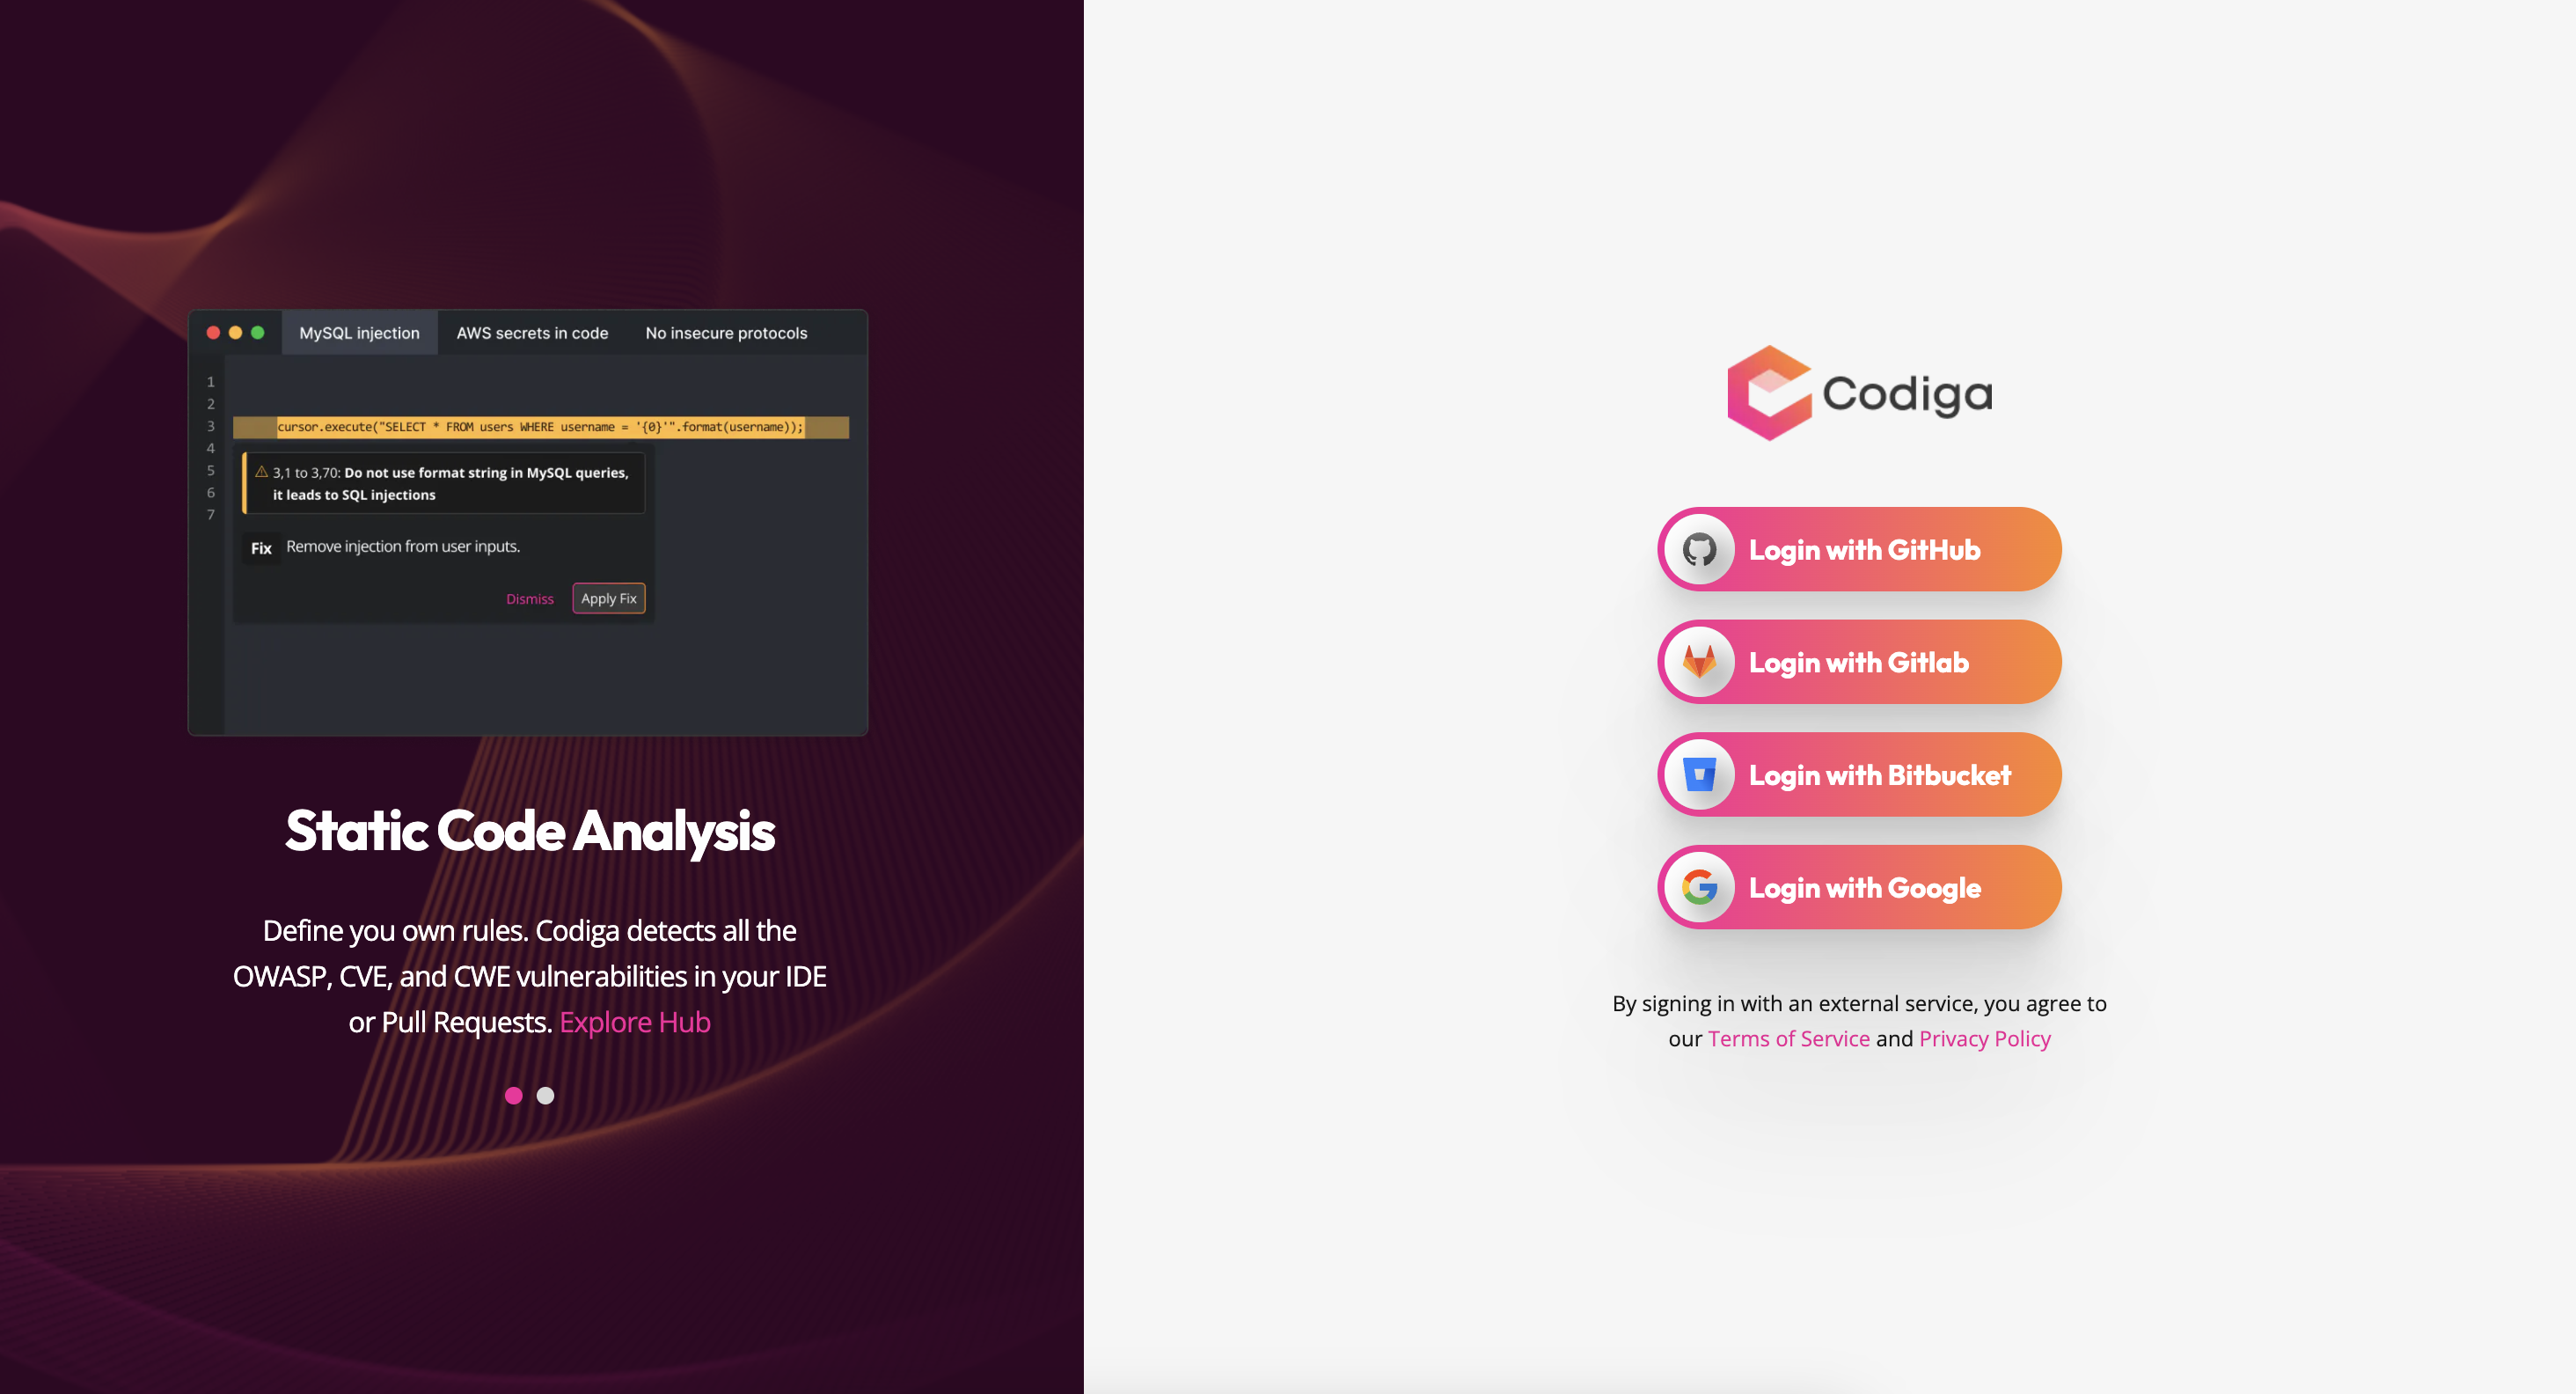 MySQL injection AWS secrets in code No insecure protocols
1
2
3 cursor.execute("SELECT * FROM users WHERE username = '{0}'".format(username));
4
5 ⚠ 3,1 to 3,70: Do not use format string in MySQL queries,
6 it leads to SQL injections
7
Fix Remove injection from user inputs.
Dismiss Apply Fix
Static Code Analysis
Define you own rules. Codiga detects all the
OWASP, CVE, and CWE vulnerabilities in your IDE
or Pull Requests. Explore Hub
Codiga
Login with GitHub
Login with Gitlab
Login with Bitbucket
Login with Google
By signing in with an external service, you agree to
our Terms of Service and Privacy Policy